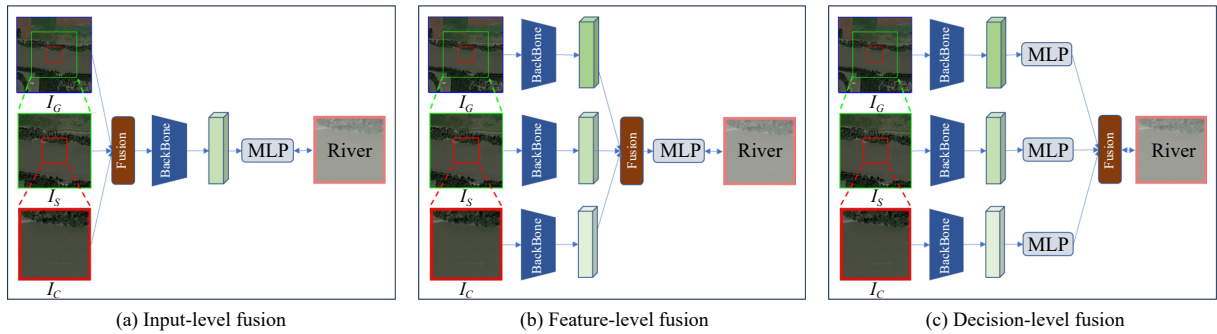 I_G
I_S
I_C
Fusion
BackBone
MLP
River
(a) Input-level fusion
I_G
I_S
I_C
BackBone
BackBone
BackBone
Fusion
MLP
River
(b) Feature-level fusion
I_G
I_S
I_C
BackBone
BackBone
BackBone
MLP
MLP
MLP
Fusion
River
(c) Decision-level fusion